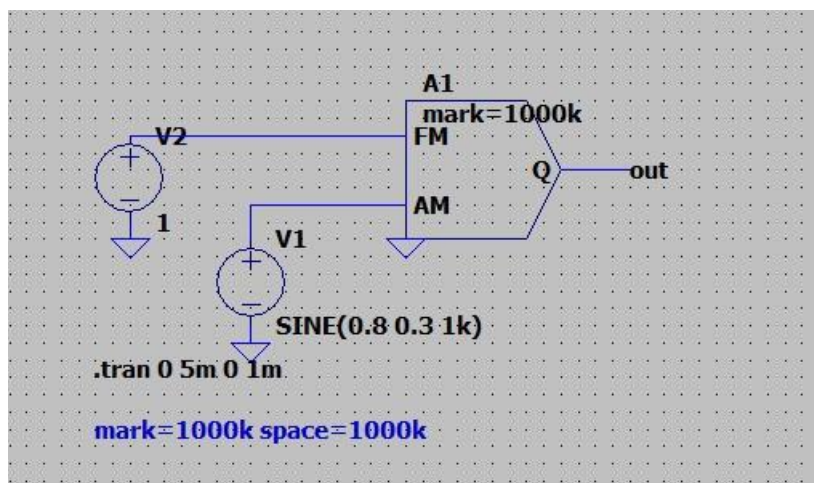 A1
mark=1000k
V2
FM
Q
out
AM
1
V1
SINE(0.8 0.3 1k)
.tran 0 5m 0 1m
mark=1000k space=1000k